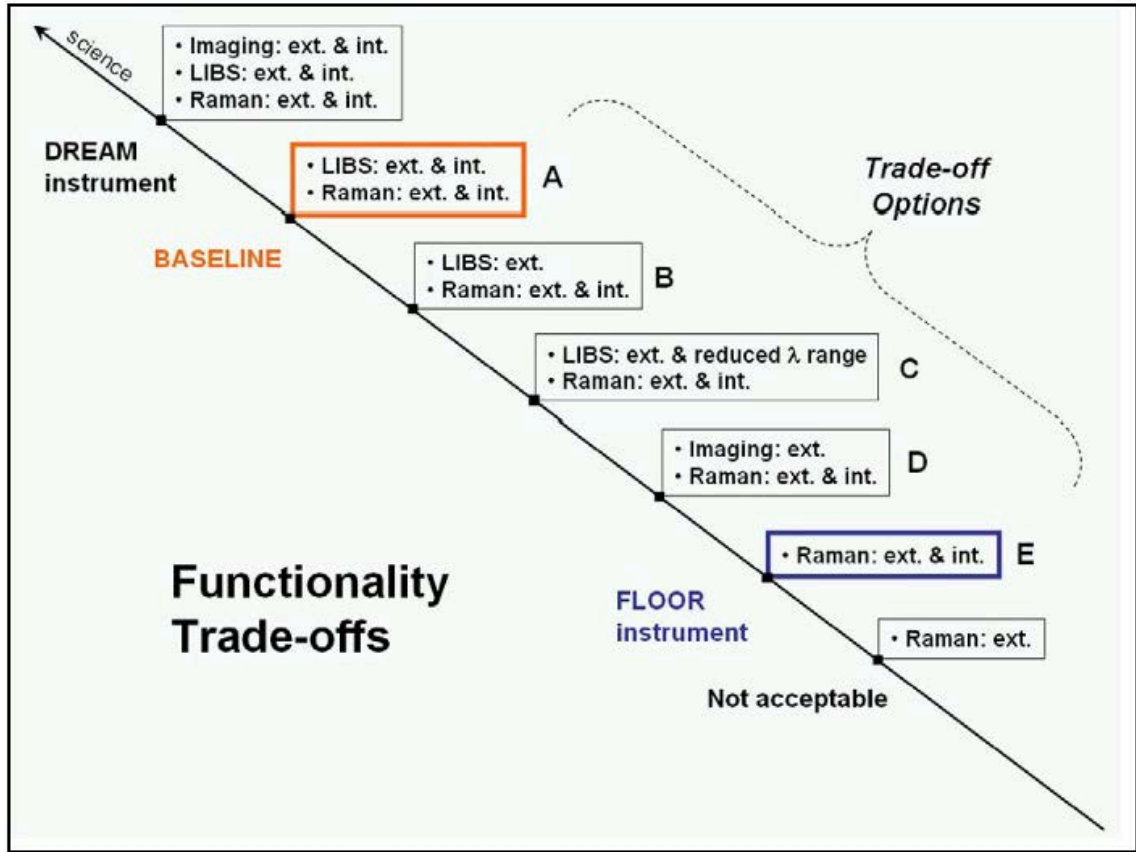 science
• Imaging: ext. & int.
• LIBS: ext. & int.
• Raman: ext. & int.
DREAM
instrument
• LIBS: ext. & int.
• Raman: ext. & int.
A
Trade-off
Options
BASELINE
• LIBS: ext.
• Raman: ext. & int.
B
• LIBS: ext. & reduced λ range
• Raman: ext. & int.
C
• Imaging: ext.
• Raman: ext. & int.
D
• Raman: ext. & int.
E
Functionality
Trade-offs
FLOOR
instrument
• Raman: ext.
Not acceptable